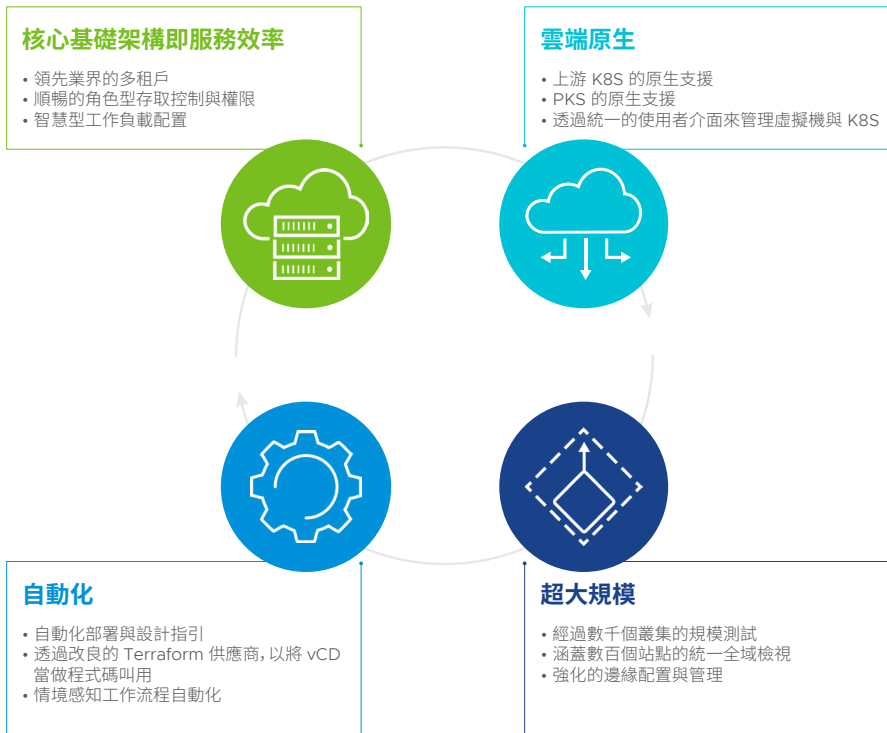 核心基礎架構即服務效率
• 領先業界的多租戶
• 順暢的角色型存取控制與權限
• 智慧型工作負載配置
雲端原生
• 上游 K8S 的原生支援
• PKS 的原生支援
• 透過統一的使用者介面來管理虛擬機與 K8S
自動化
• 自動化部署與設計指引
• 透過改良的 Terraform 供應商，以將 vCD
當做程式碼叫用
• 情境感知工作流程自動化
超大規模
• 經過數千個叢集的規模測試
• 涵蓋數百個站點的統一全域檢視
• 強化的邊緣配置與管理